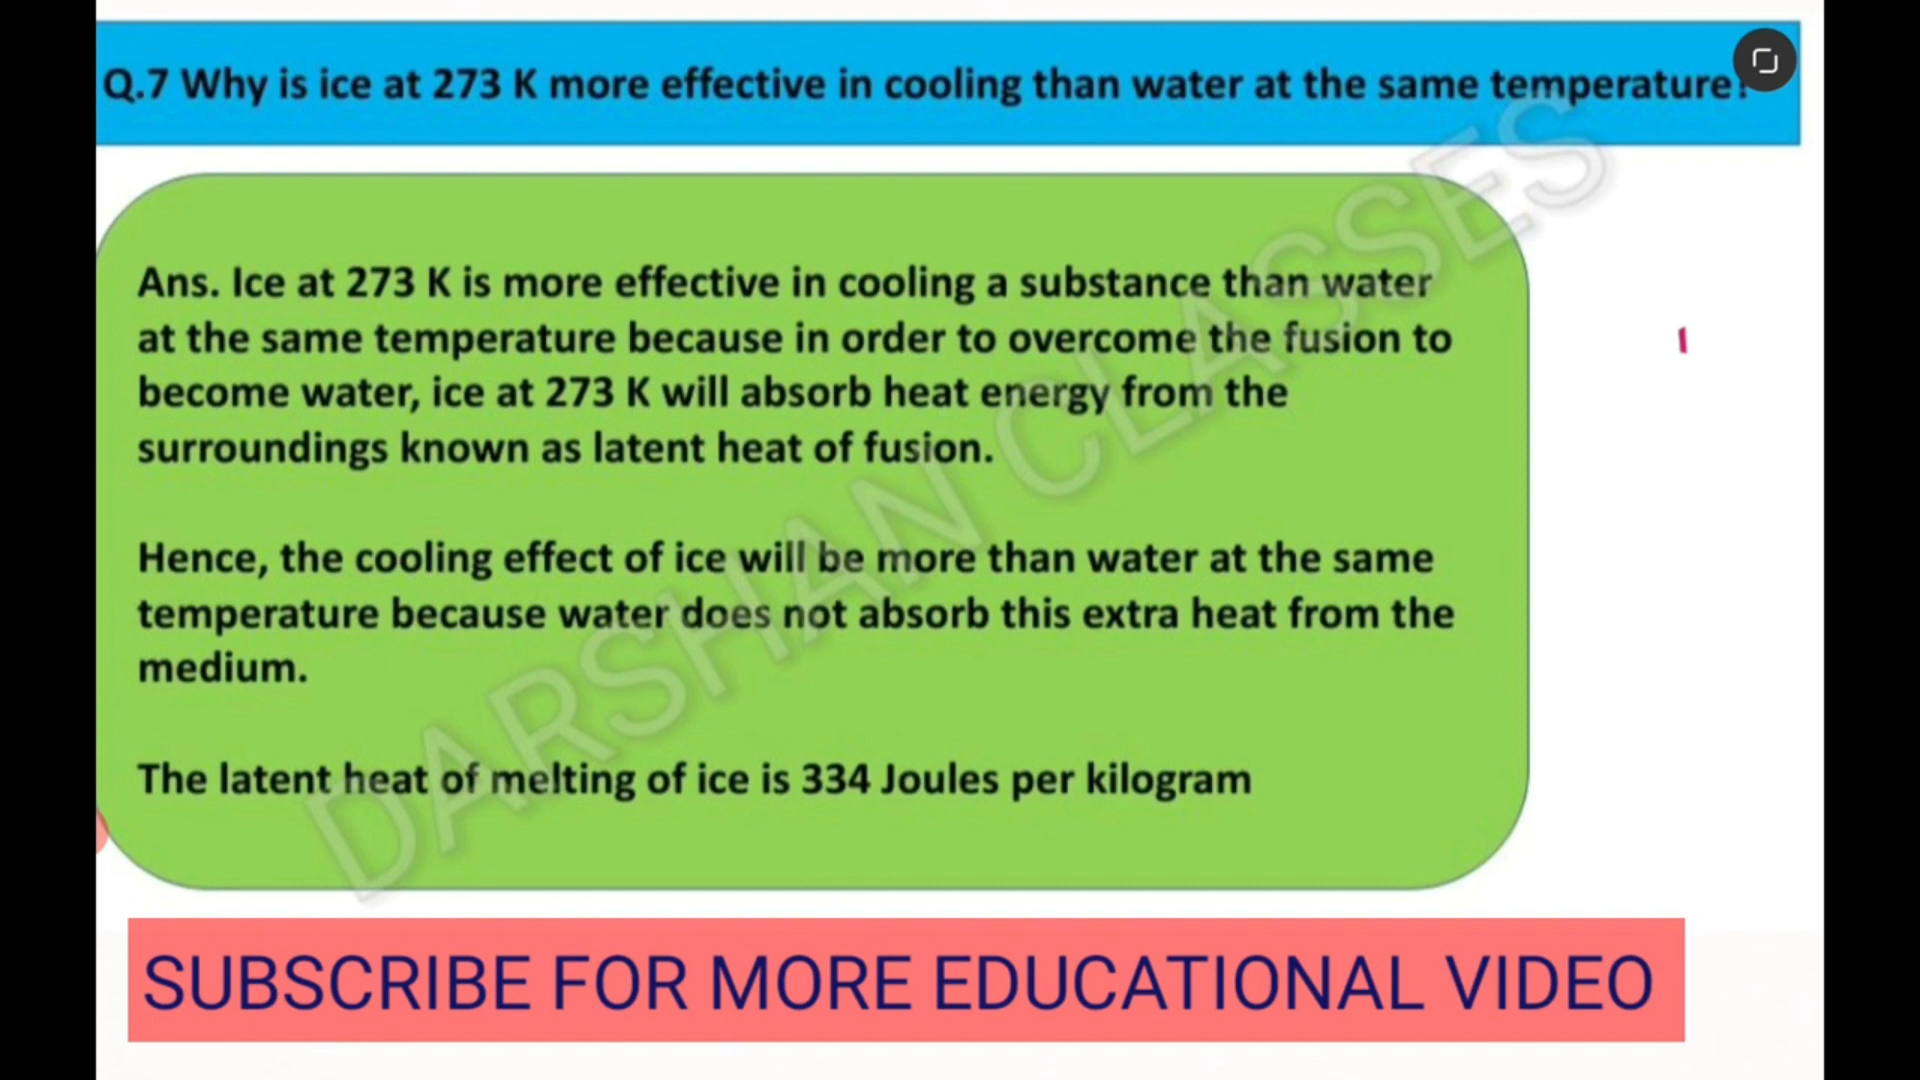 Q.7 Why is ice at 273 K more effective in cooling than water at the same temperature?
Ans. Ice at 273 K is more effective in cooling a substance than water
at the same temperature because in order to overcome the fusion to
become water, ice at 273 K will absorb heat energy from the
surroundings known as latent heat of fusion.
Hence, the cooling effect of ice will be more than water at the same
temperature because water does not absorb this extra heat from the
medium.
The latent heat of melting of ice is 334 Joules per kilogram
DARSHAN CLASSES
SUBSCRIBE FOR MORE EDUCATIONAL VIDEO